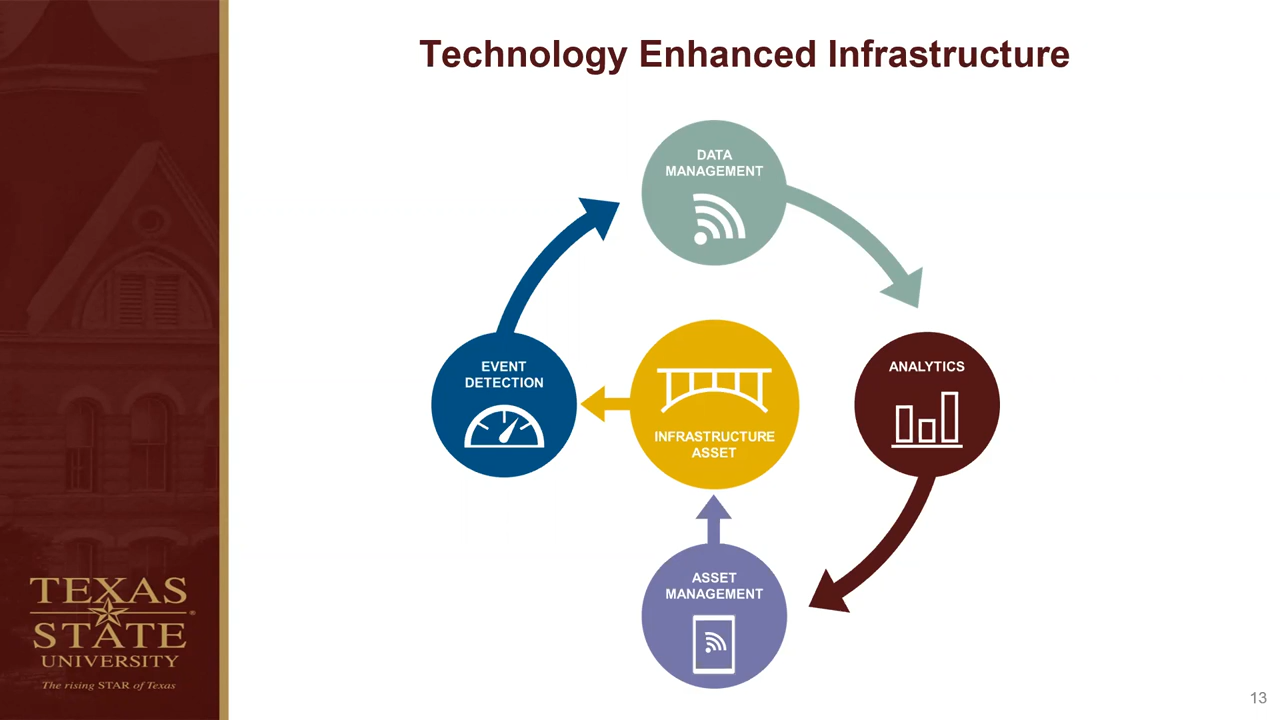 Technology Enhanced Infrastructure
DATA
MANAGEMENT
EVENT
DETECTION
INFRASTRUCTURE
ASSET
ANALYTICS
ASSET
MANAGEMENT
TEXAS
STATE
®
UNIVERSITY
The rising STAR of Texas
13